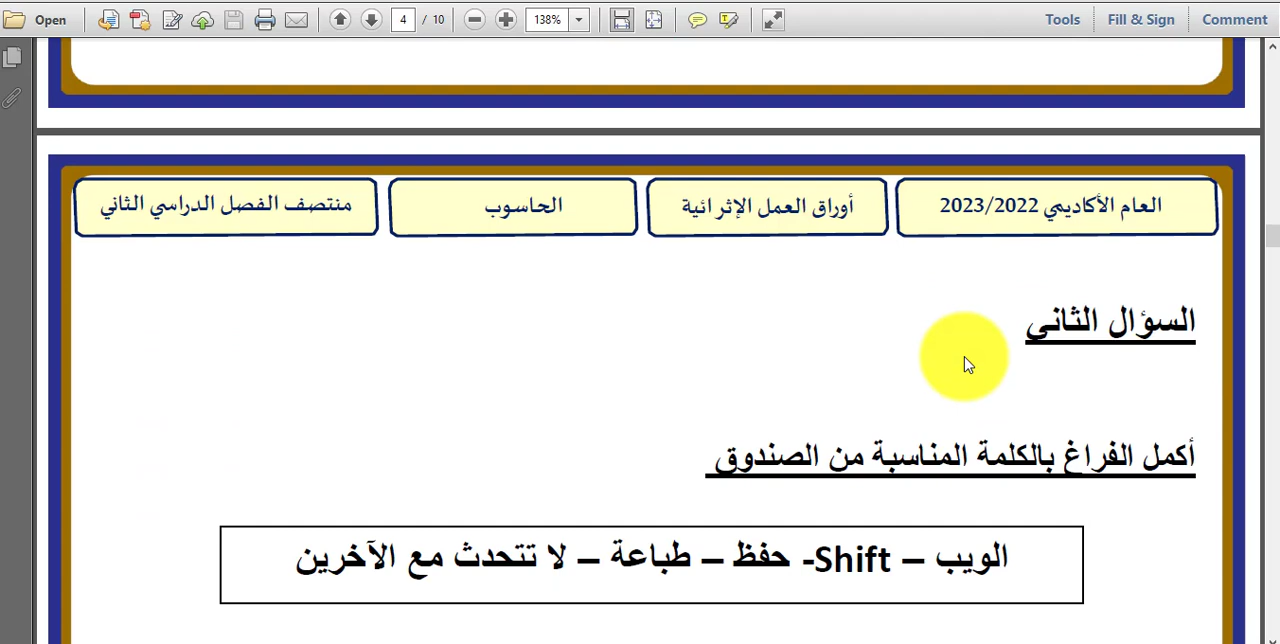 Open 4 / 10 138% Tools Fill & Sign Comment
العام الأكاديمي 2023/2022 أوراق العمل الإثرائية الحاسوب منتصف الفصل الدراسي الثاني
السؤال الثاني
أكمل الفراغ بالكلمة المناسبة من الصندوق
الويب – Shift- حفظ – طباعة – لا تتحدث مع الآخرين